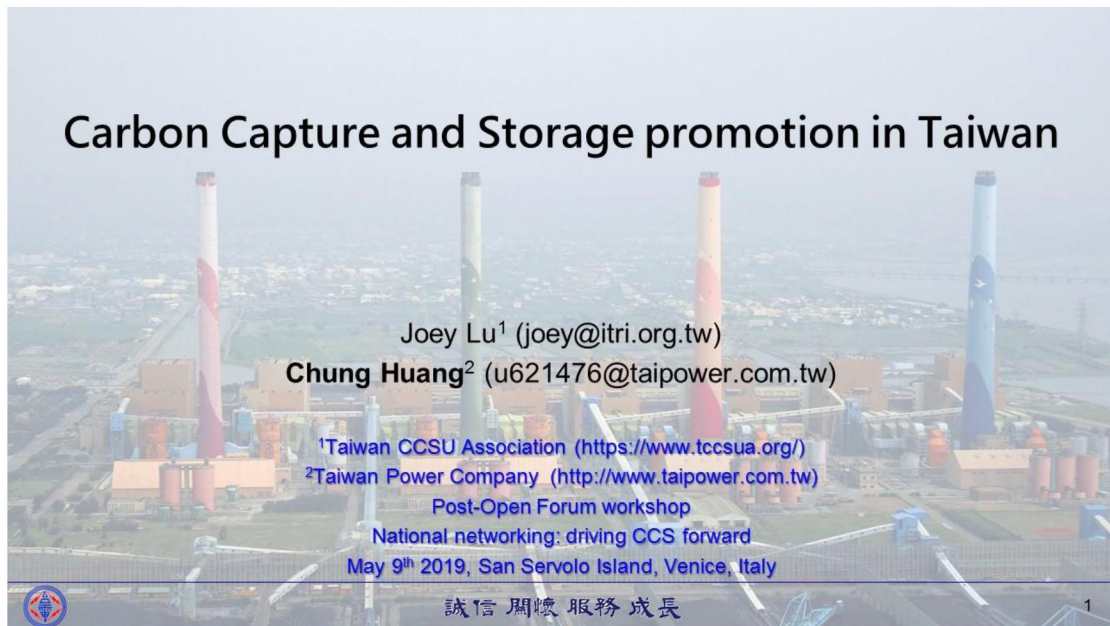 Carbon Capture and Storage promotion in Taiwan
Joey Lu¹ (joey@itri.org.tw)
Chung Huang² (u621476@taipower.com.tw)
¹Taiwan CCSU Association (https://www.tccsua.org/)
²Taiwan Power Company (http://www.taipower.com.tw)
Post-Open Forum workshop
National networking: driving CCS forward
May 9th 2019, San Servolo Island, Venice, Italy
誠信 關懷 服務 成長
1